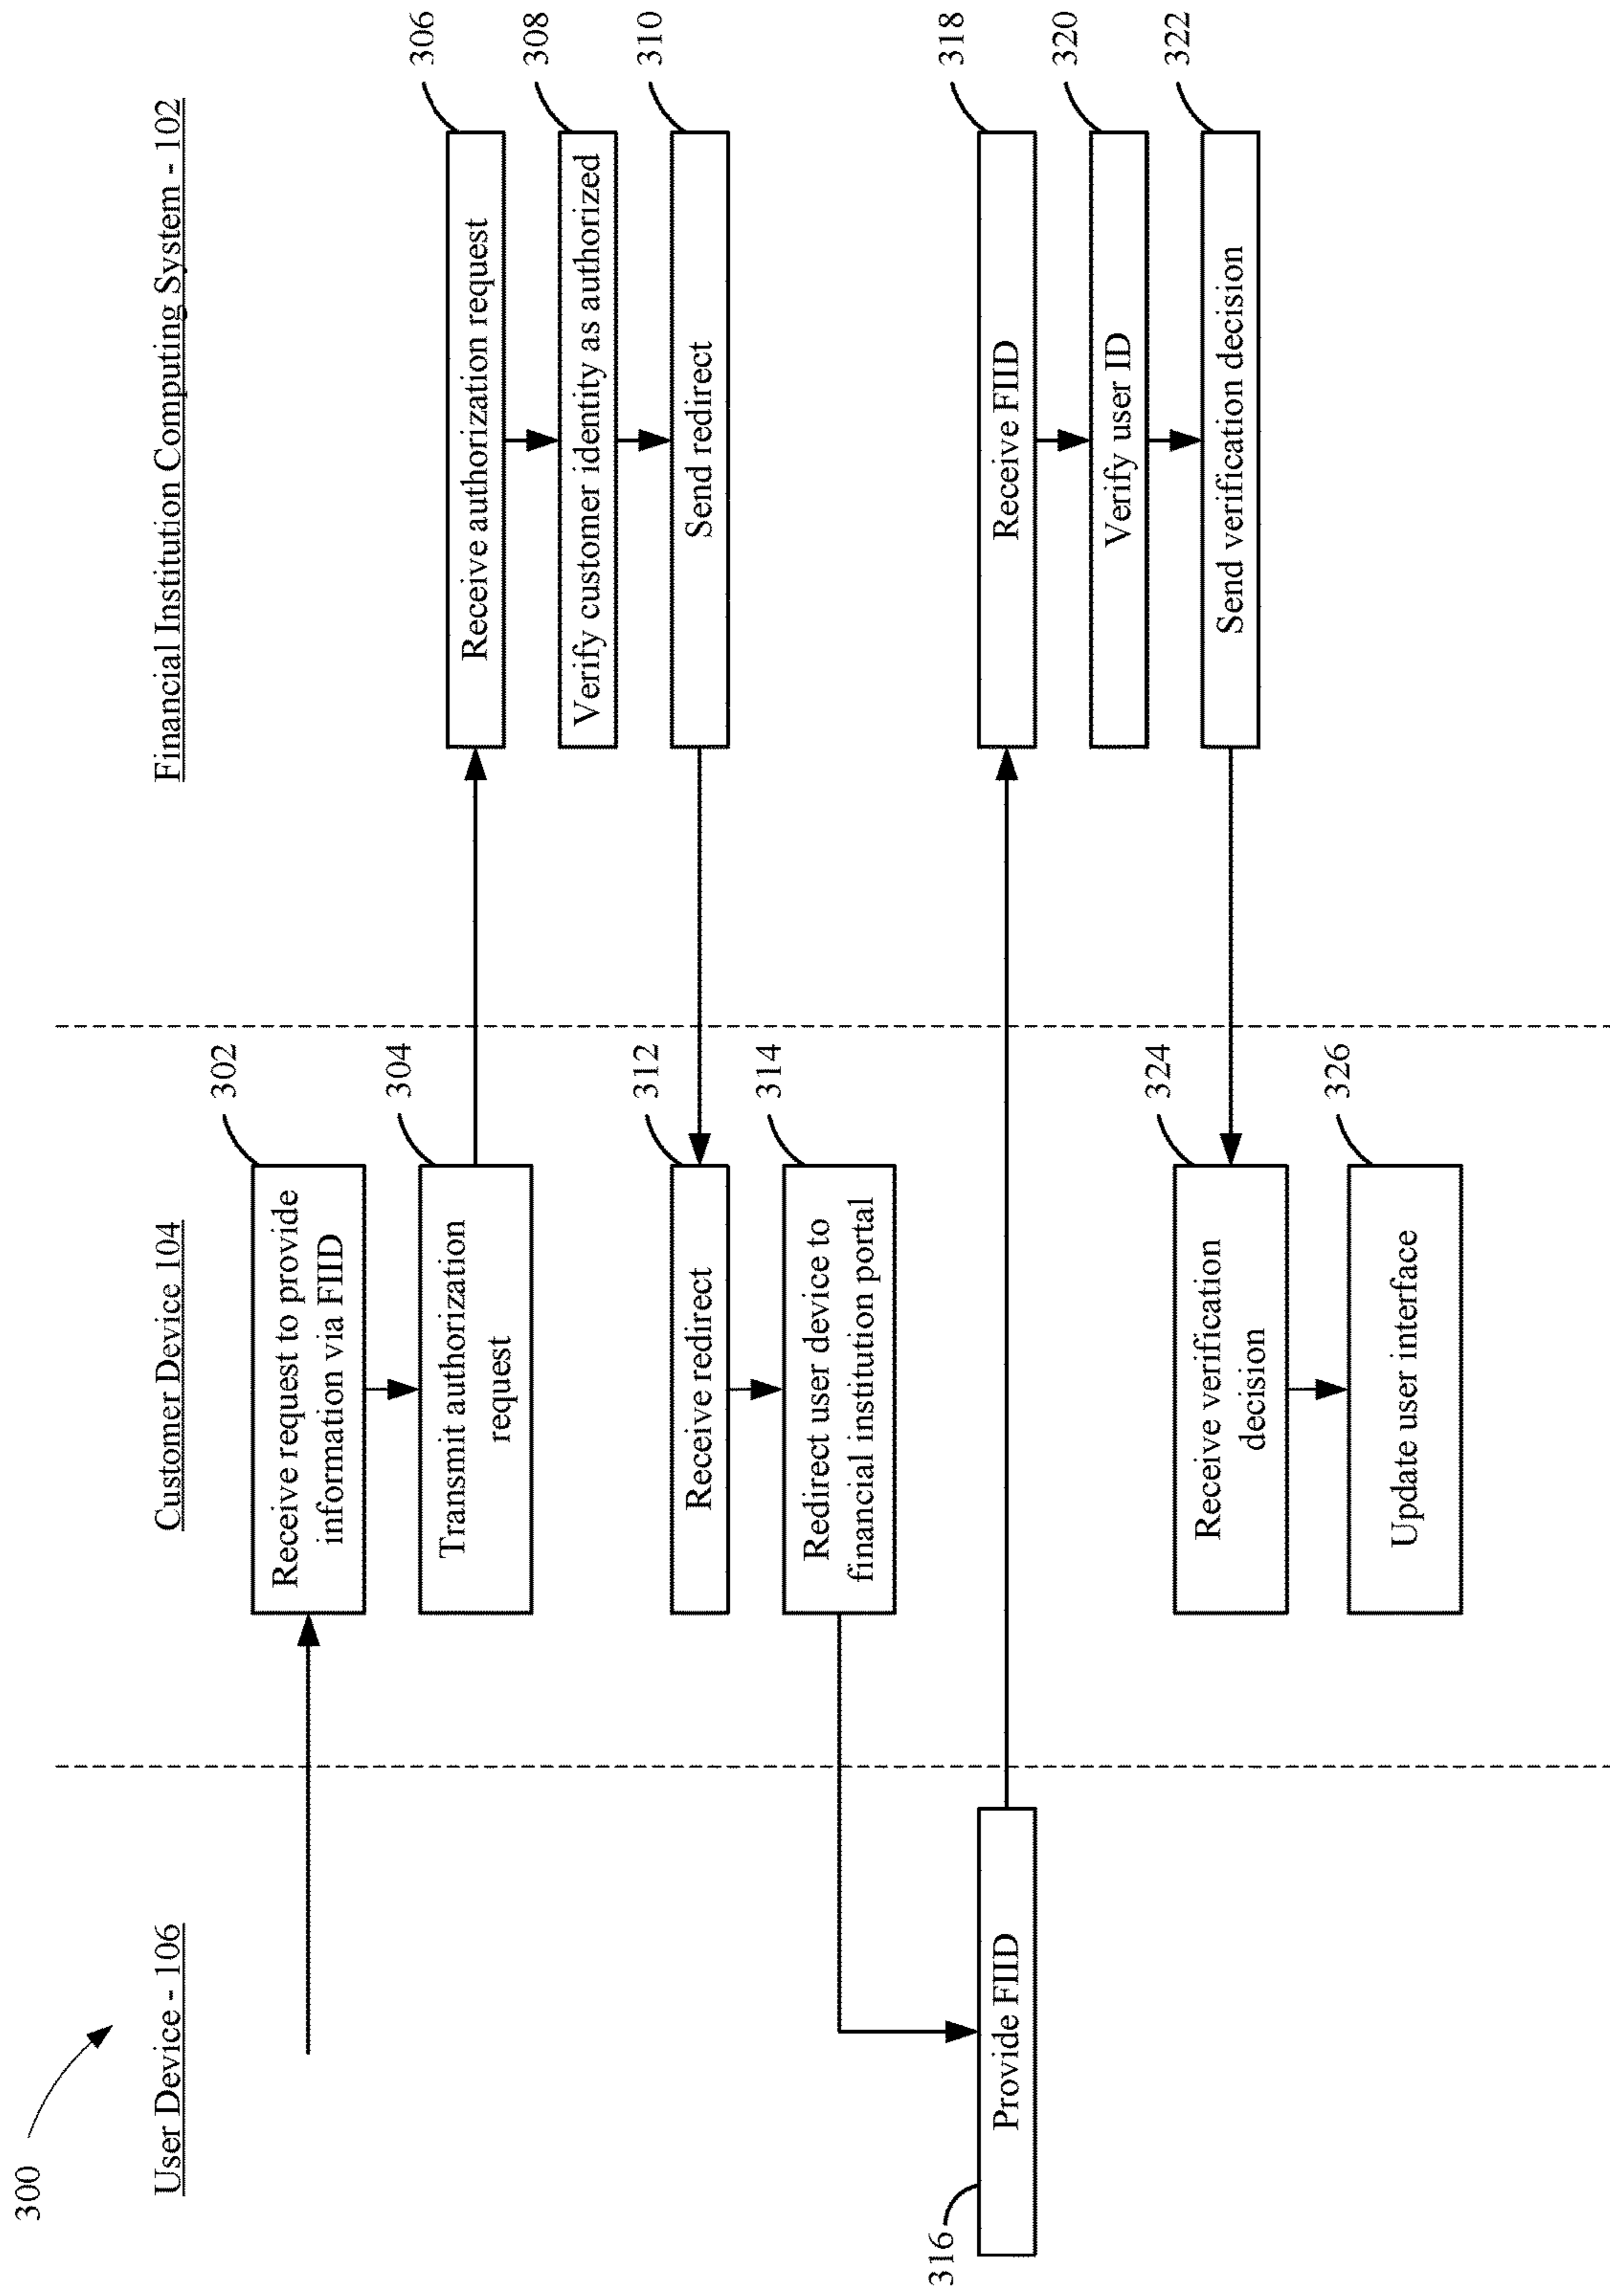 300
User Device - 106
Customer Device 104
Financial Institution Computing System - 102
302
Receive request to provide
information via FIID
304
Transmit authorization
request
306
Receive authorization request
308
Verify customer identity as authorized
310
Send redirect
312
Receive redirect
314
Redirect user device to
financial institution portal
316
Provide FIID
318
Receive FIID
320
Verify user ID
322
Send verification decision
324
Receive verification
decision
326
Update user interface